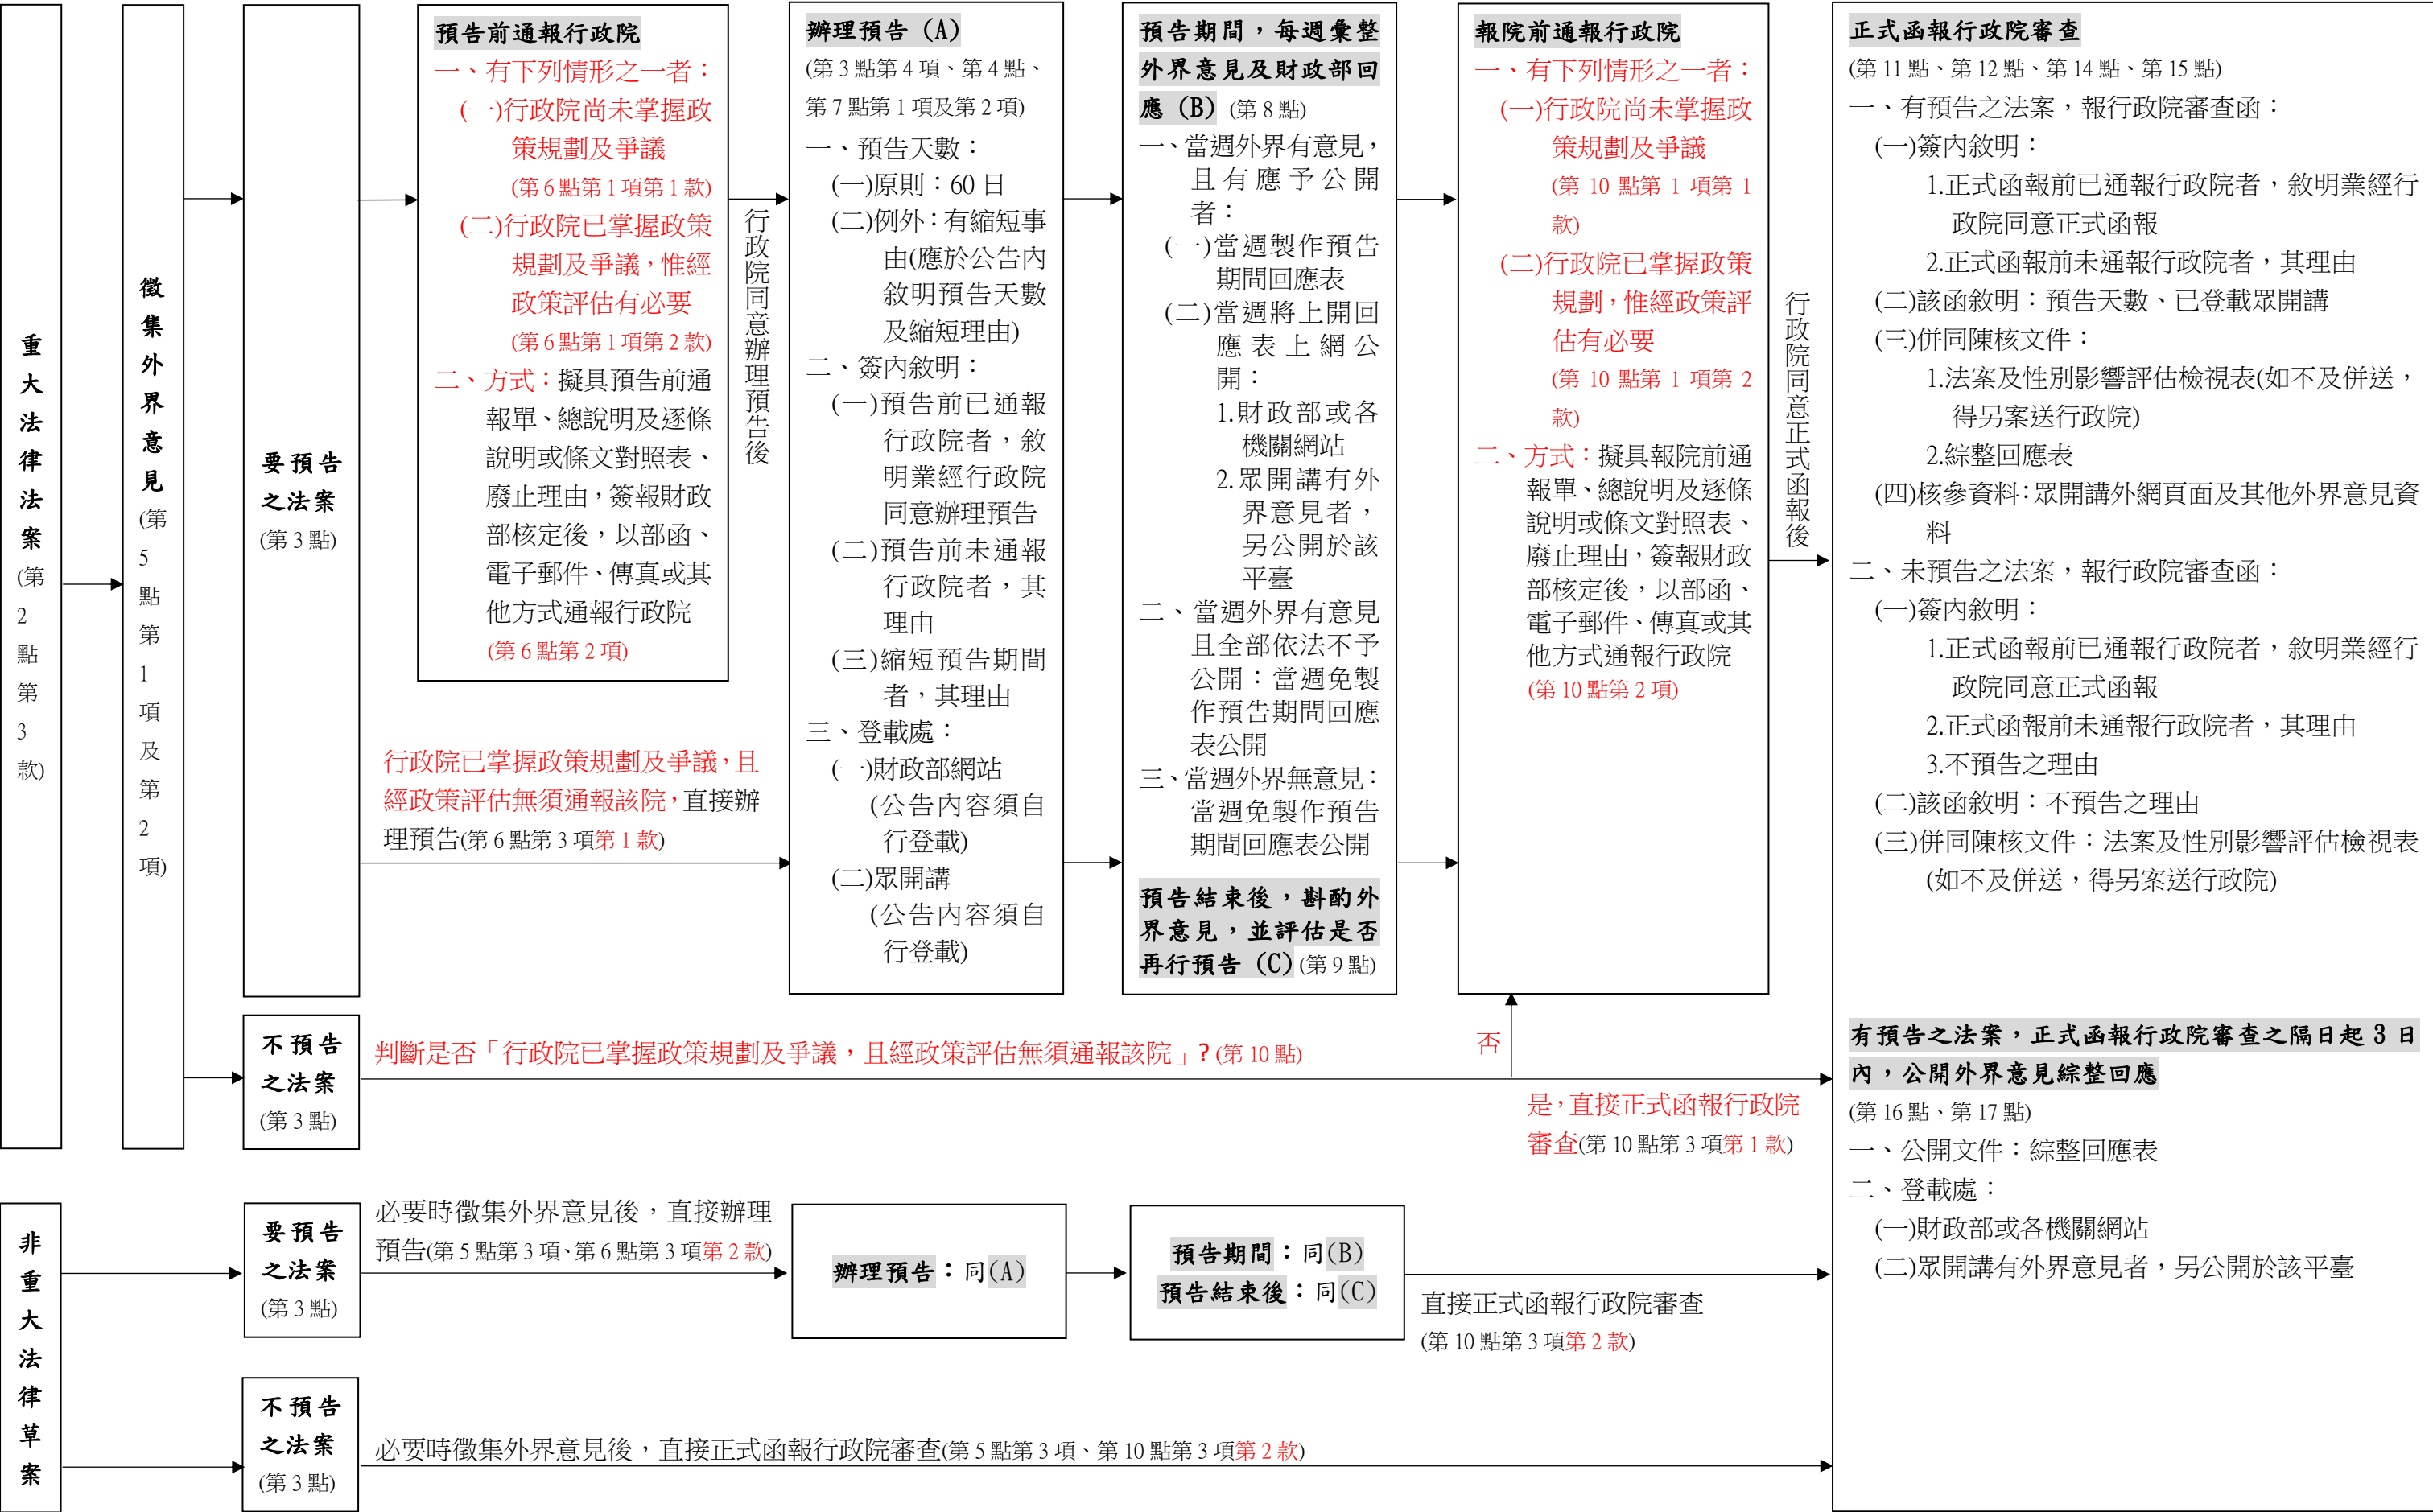 重大法律法案(第2點第3款)
徵集外界意見(第5點第1項及第2項)
要預告
之法案
(第 3 點)
預告前通報行政院
一、有下列情形之一者：
(一)行政院尚未掌握政
策規劃及爭議
(第 6 點第 1 項第 1 款)
(二)行政院已掌握政策
規劃及爭議，惟經
政策評估有必要
(第 6 點第 1 項第 2 款)
二、方式：擬具預告前通
報單、總說明及逐條
說明或條文對照表、
廢止理由，簽報財政
部核定後，以部函、
電子郵件、傳真或其
他方式通報行政院
(第 6 點第 2 項)
行政院同意辦理預告後
行政院已掌握政策規劃及爭議，且
經政策評估無須通報該院，直接辦
理預告(第 6 點第 3 項第 1 款)
辦理預告（A）
(第 3 點第 4 項、第 4 點、
第 7 點第 1 項及第 2 項)
一、預告天數：
(一)原則：60 日
(二)例外：有縮短事
由(應於公告內
敘明預告天數
及縮短理由)
二、簽內敘明：
(一)預告前已通報
行政院者，敘
明業經行政院
同意辦理預告
(二)預告前未通報
行政院者，其
理由
(三)縮短預告期間
者，其理由
三、登載處：
(一)財政部網站
(公告內容須自
行登載)
(二)眾開講
(公告內容須自
行登載)
預告期間，每週彙整
外界意見及財政部回
應（B）(第 8 點)
一、當週外界有意見，
且有應予公開
者：
(一)當週製作預告
期間回應表
(二)當週將上開回
應表上網公
開：
1.財政部或各
機關網站
2.眾開講有外
界意見者，
另公開於該
平臺
二、當週外界有意見
且全部依法不予
公開：當週免製
作預告期間回應
表公開
三、當週外界無意見：
當週免製作預告
期間回應表公開
預告結束後，斟酌外
界意見，並評估是否
再行預告（C）(第 9 點)
報院前通報行政院
一、有下列情形之一者：
(一)行政院尚未掌握政
策規劃及爭議
(第 10 點第 1 項第 1
款)
(二)行政院已掌握政策
規劃，惟經政策評
估有必要
(第 10 點第 1 項第 2
款)
二、方式：擬具報院前通
報單、總說明及逐條
說明或條文對照表、
廢止理由，簽報財政
部核定後，以部函、
電子郵件、傳真或其
他方式通報行政院
(第 10 點第 2 項)
行政院同意正式函報後
正式函報行政院審查
(第 11 點、第 12 點、第 14 點、第 15 點)
一、有預告之法案，報行政院審查函：
(一)簽內敘明：
1.正式函報前已通報行政院者，敘明業經行
政院同意正式函報
2.正式函報前未通報行政院者，其理由
(二)該函敘明：預告天數、已登載眾開講
(三)併同陳核文件：
1.法案及性別影響評估檢視表(如不及併送，
得另案送行政院)
2.綜整回應表
(四)核參資料：眾開講外網頁面及其他外界意見資
料
二、未預告之法案，報行政院審查函：
(一)簽內敘明：
1.正式函報前已通報行政院者，敘明業經行
政院同意正式函報
2.正式函報前未通報行政院者，其理由
3.不預告之理由
(二)該函敘明：不預告之理由
(三)併同陳核文件：法案及性別影響評估檢視表
(如不及併送，得另案送行政院)
有預告之法案，正式函報行政院審查之隔日起 3 日
內，公開外界意見綜整回應
(第 16 點、第 17 點)
一、公開文件：綜整回應表
二、登載處：
(一)財政部或各機關網站
(二)眾開講有外界意見者，另公開於該平臺
不預告
之法案
(第 3 點)
判斷是否「行政院已掌握政策規劃及爭議，且經政策評估無須通報該院」? (第 10 點)
否
是，直接正式函報行政院
審查(第 10 點第 3 項第 1 款)
非重大法律草案
要預告
之法案
(第 3 點)
必要時徵集外界意見後，直接辦理
預告(第 5 點第 3 項、第 6 點第 3 項第 2 款)
辦理預告：同(A)
預告期間：同(B)
預告結束後：同(C)
直接正式函報行政院審查
(第 10 點第 3 項第 2 款)
不預告
之法案
(第 3 點)
必要時徵集外界意見後，直接正式函報行政院審查(第 5 點第 3 項、第 10 點第 3 項第 2 款)